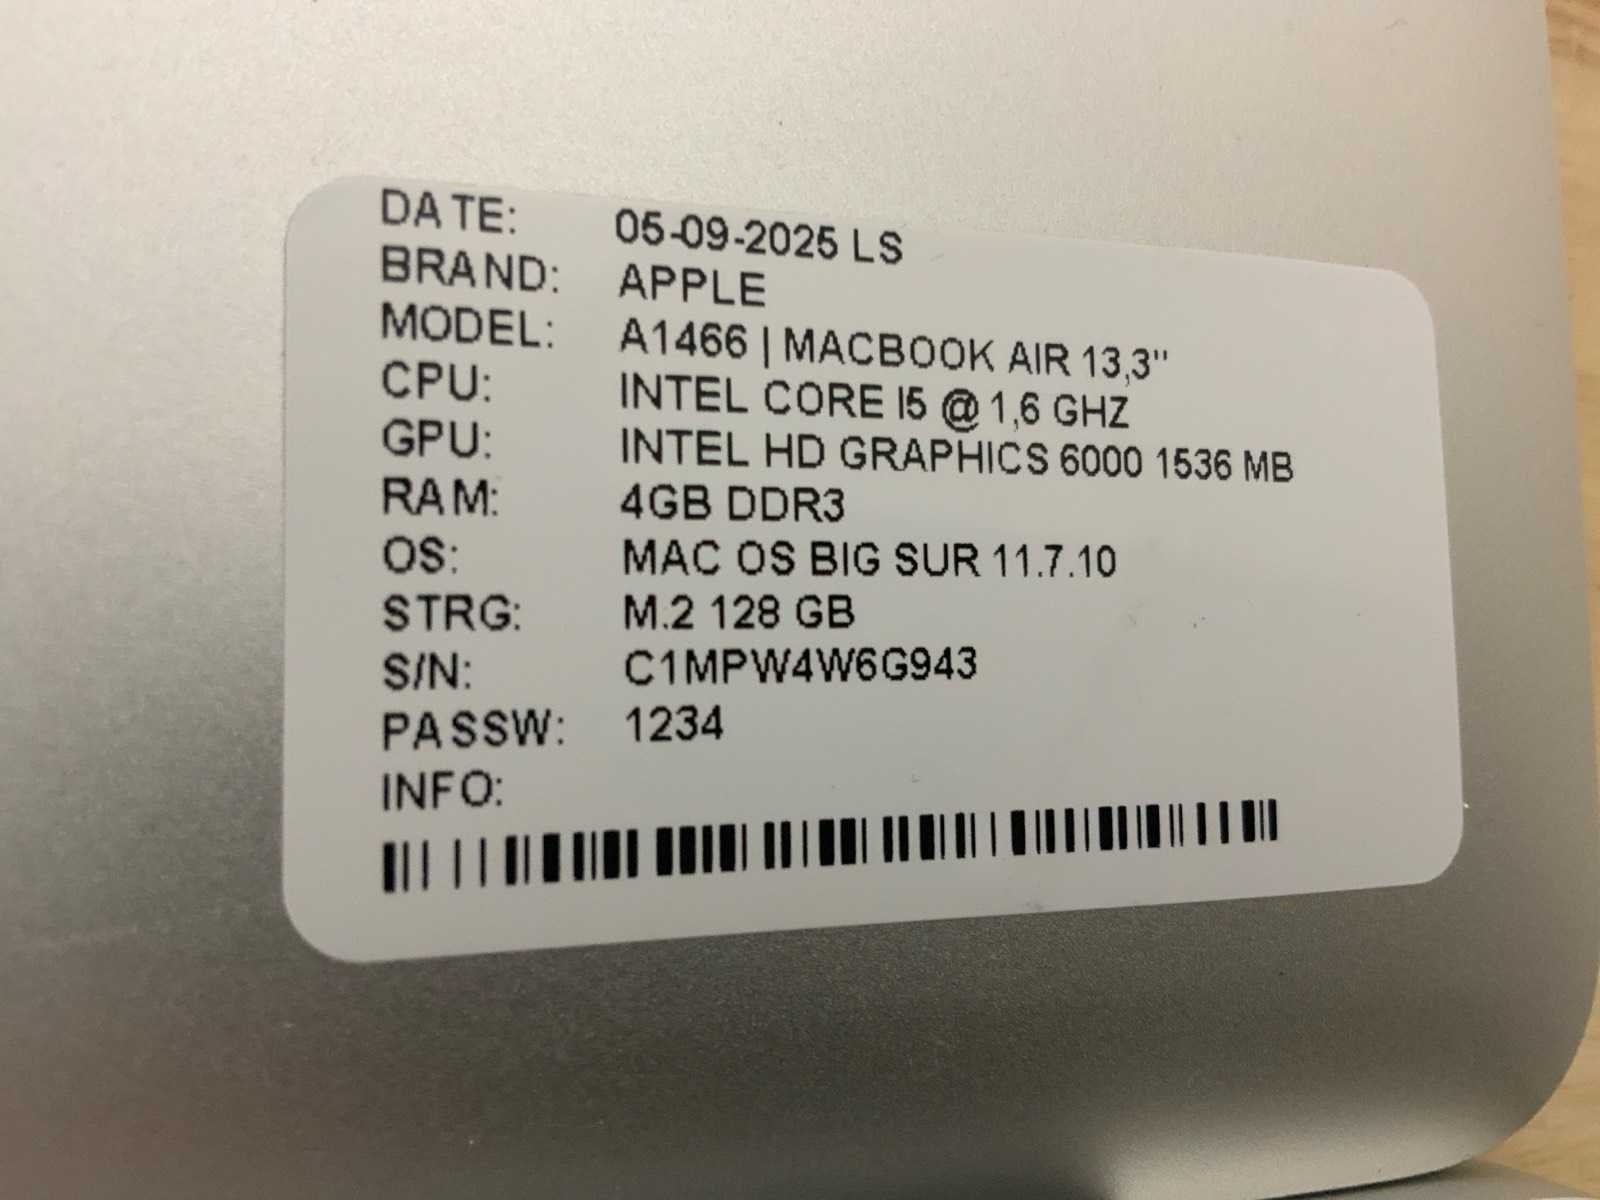 DATE: 05-09-2025 LS
BRAND: APPLE
MODEL: A1466 | MACBOOK AIR 13,3"
CPU: INTEL CORE I5 @ 1,6 GHZ
GPU: INTEL HD GRAPHICS 6000 1536 MB
RAM: 4GB DDR3
OS: MAC OS BIG SUR 11.7.10
STRG: M.2 128 GB
S/N: C1MPW4W6G943
PASSW: 1234
INFO: